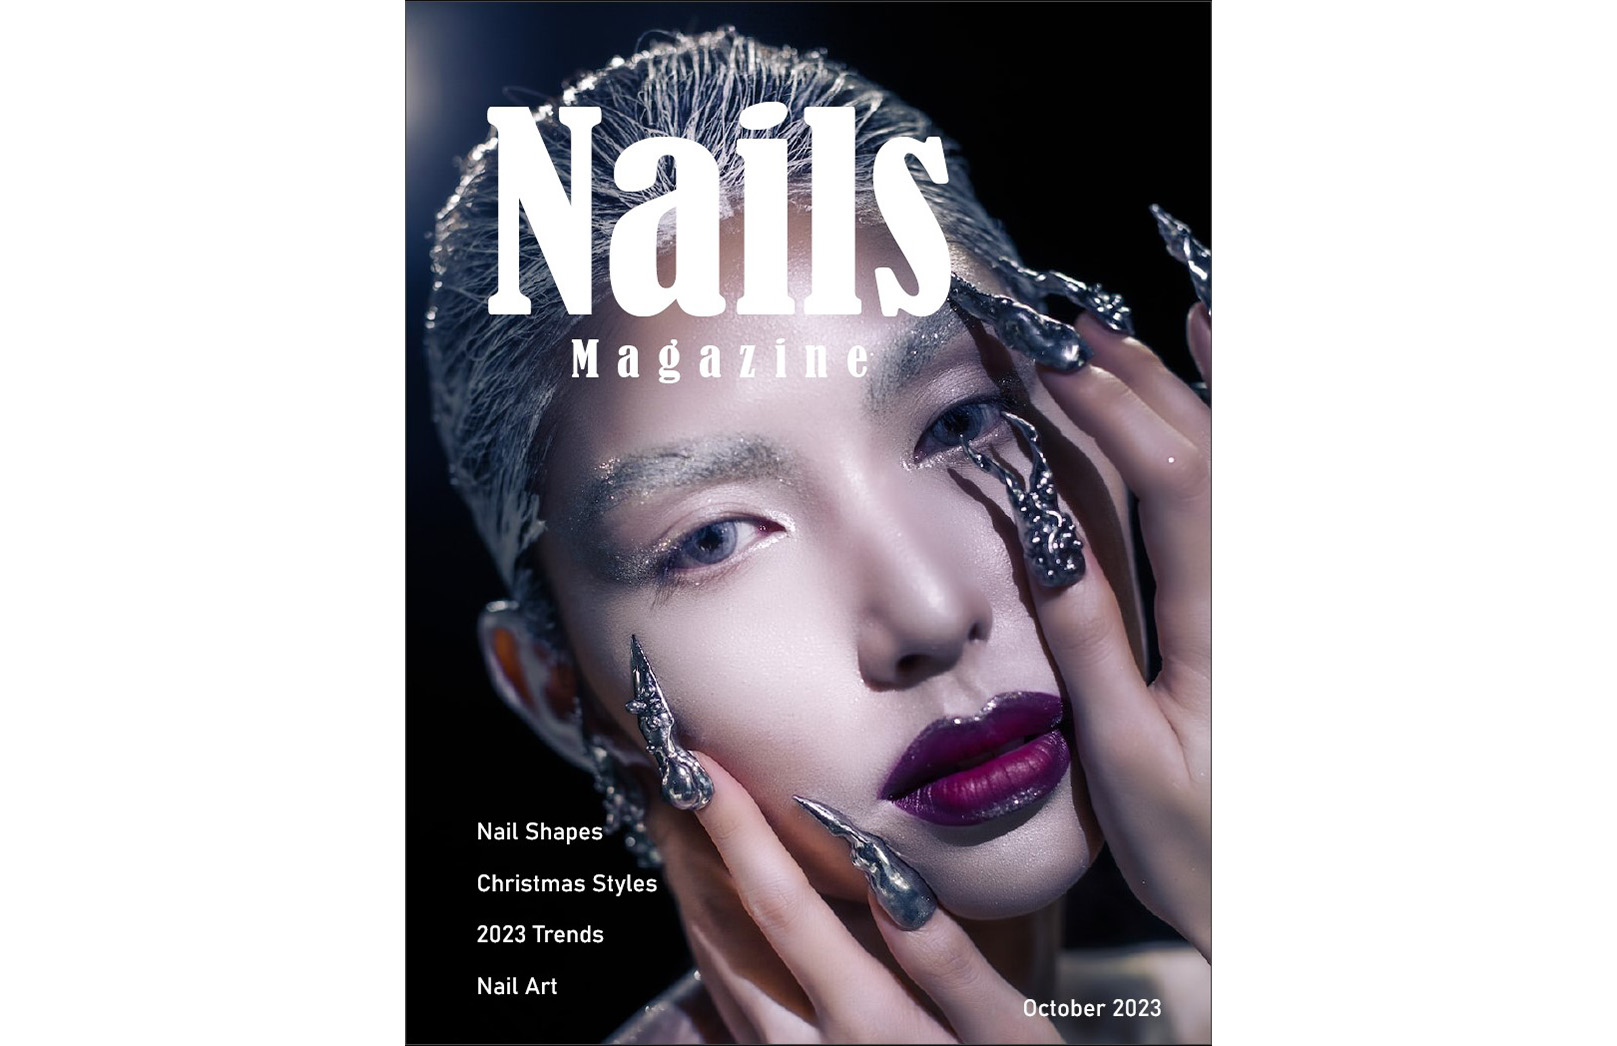 Nails
Magazine
Nail Shapes
Christmas Styles
2023 Trends
Nail Art
October 2023